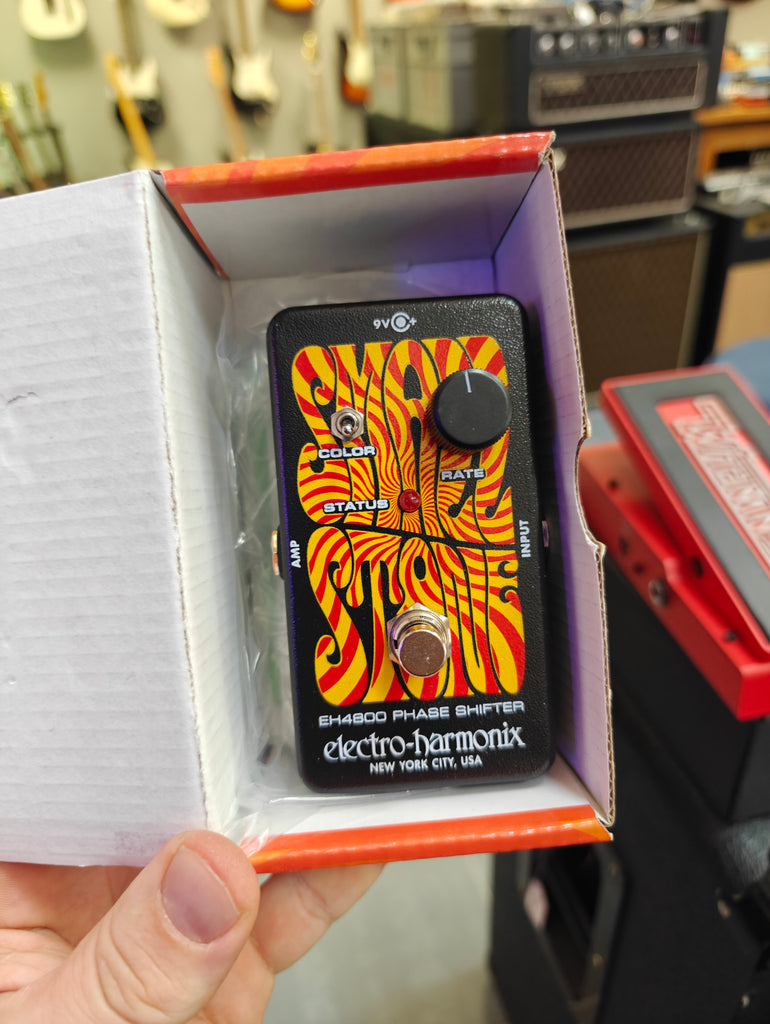 9V
SMALL
COLOR
RATE
STATUS
AMP
INPUT
STONE
EH4800 PHASE SHIFTER
electro-harmonix
NEW YORK CITY, USA